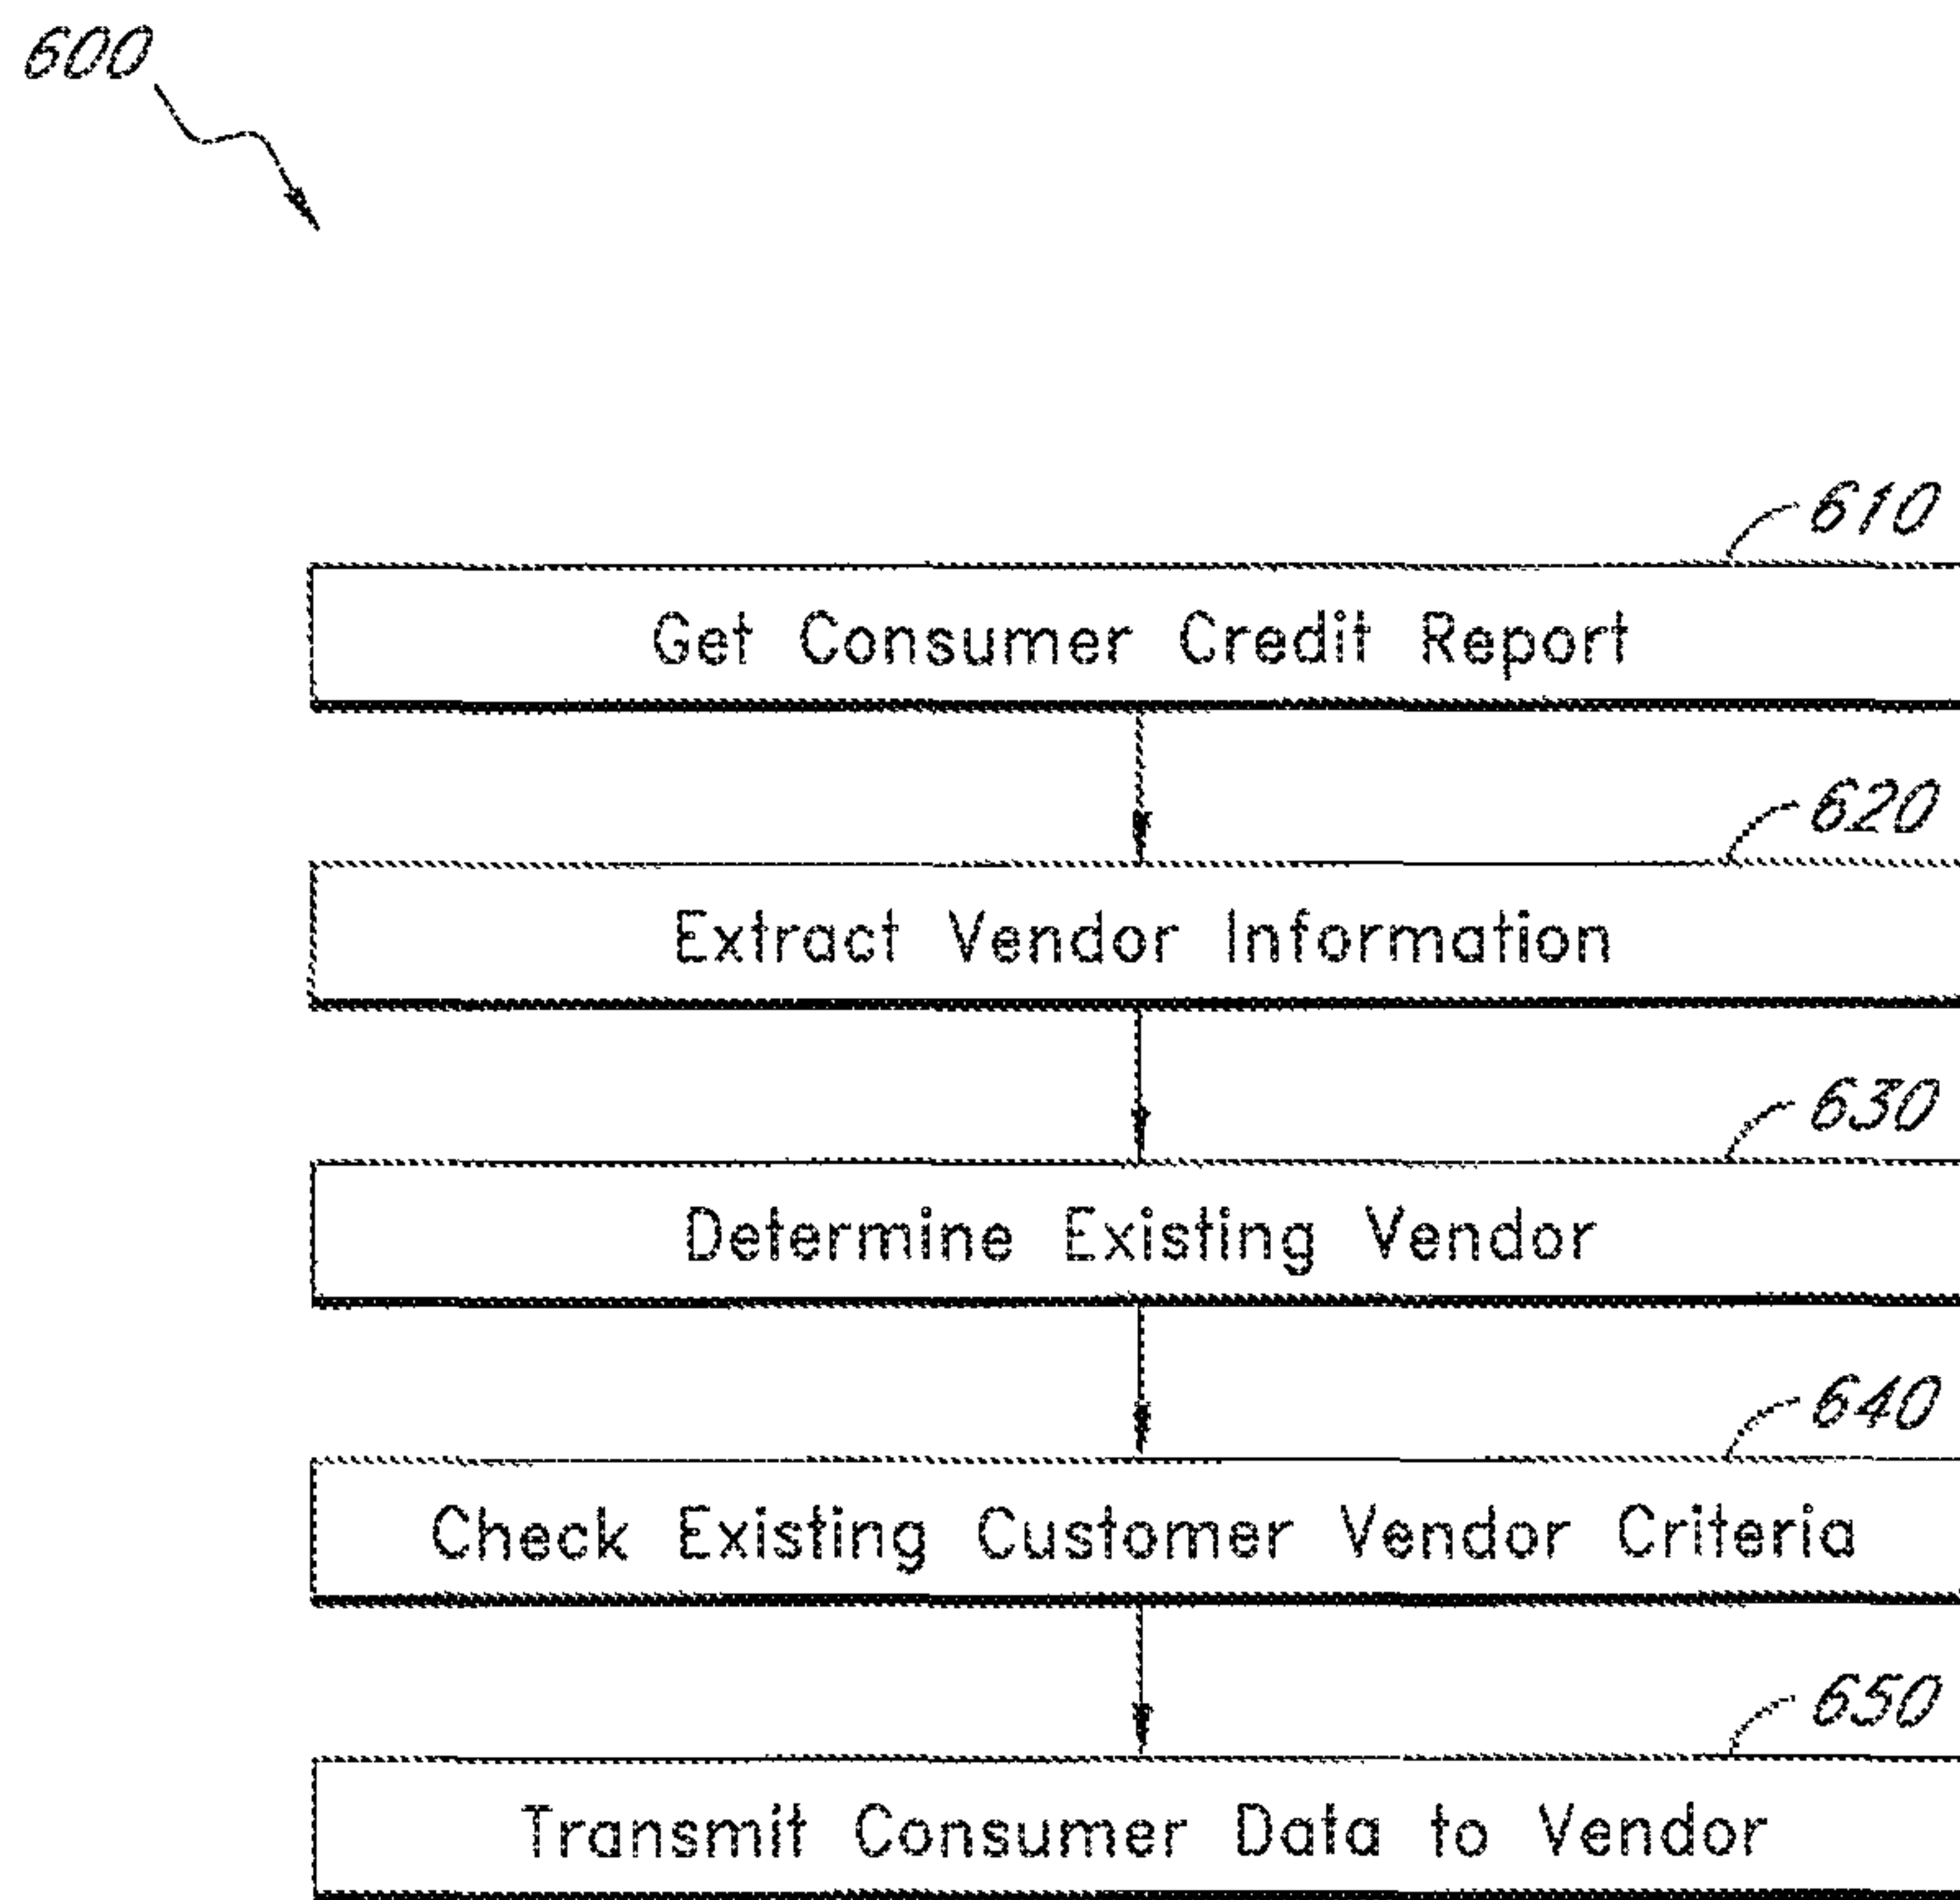 600
610
Get Consumer Credit Report
620
Extract Vendor Information
630
Determine Existing Vendor
640
Check Existing Customer Vendor Criteria
650
Transmit Consumer Data to Vendor